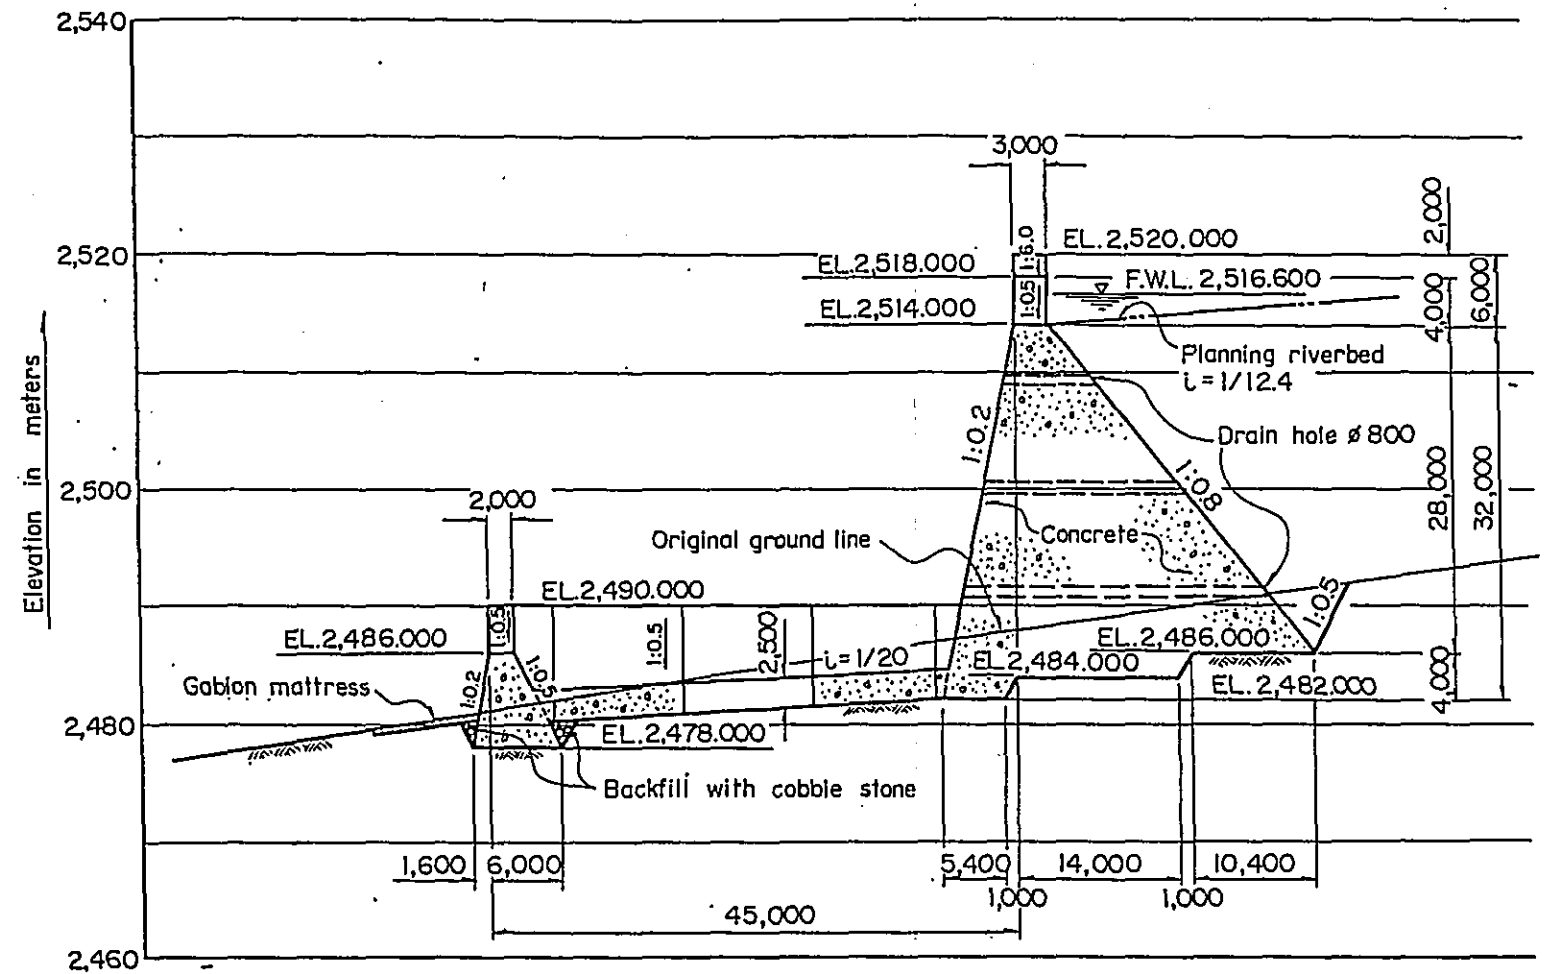 2,540
3,000
2,000
2,520
EL.2,520.000
1:6.0
EL.2,518.000
F.W.L. 2,516.600
4,000
6,000
EL.2,514.000
1:0.5
Planning riverbed
i=1/12.4
1:0.2
Drain hole ø 800
1:0.8
28,000
32,000
2,500
2,000
Original ground line
Concrete
Elevation in meters
EL.2,490.000
1:0.5
1:0.5
2,500
1:0.5
EL.2,486.000
EL.2,486.000
i=1/20
EL.2,484.000
Gabion mattress
1:0.2
1:0.5
EL.2,482.000
4,000
2,480
EL.2,478.000
Backfill with cobbie stone
1,600
6,000
5,400
14,000
10,400
1,000
1,000
45,000
2,460